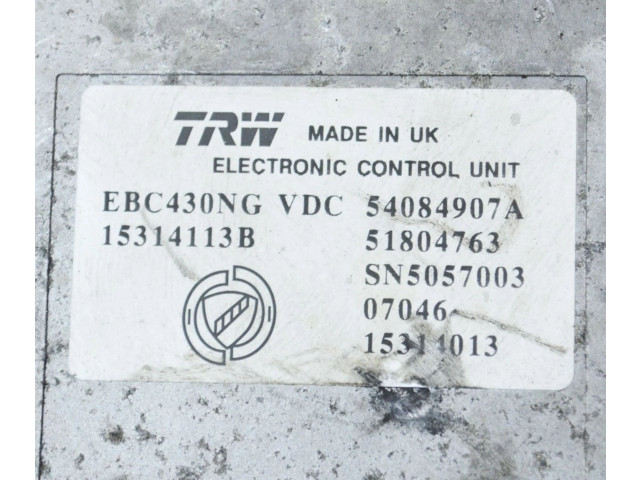 TRW MADE IN UK
ELECTRONIC CONTROL UNIT
EBC430NG VDC 54084907A
15314113B 51804763
SN5057003
07046
15314013